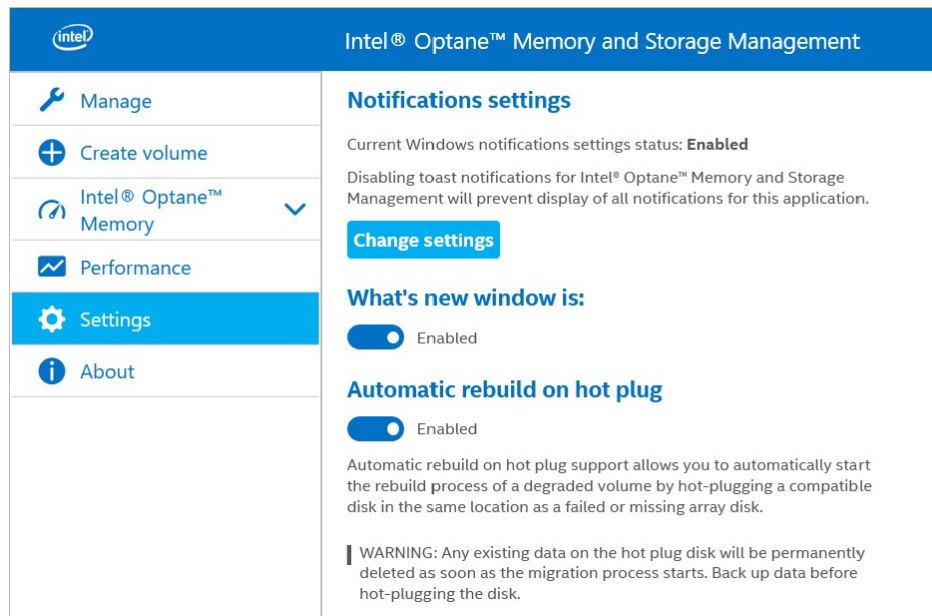 intel
Intel® Optane™ Memory and Storage Management
Manage
Create volume
Intel® Optane™
Memory
Performance
Settings
About
Notifications settings
Current Windows notifications settings status: Enabled
Disabling toast notifications for Intel® Optane™ Memory and Storage
Management will prevent display of all notifications for this application.
Change settings
What's new window is:
Enabled
Automatic rebuild on hot plug
Enabled
Automatic rebuild on hot plug support allows you to automatically start
the rebuild process of a degraded volume by hot-plugging a compatible
disk in the same location as a failed or missing array disk.
WARNING: Any existing data on the hot plug disk will be permanently
deleted as soon as the migration process starts. Back up data before
hot-plugging the disk.